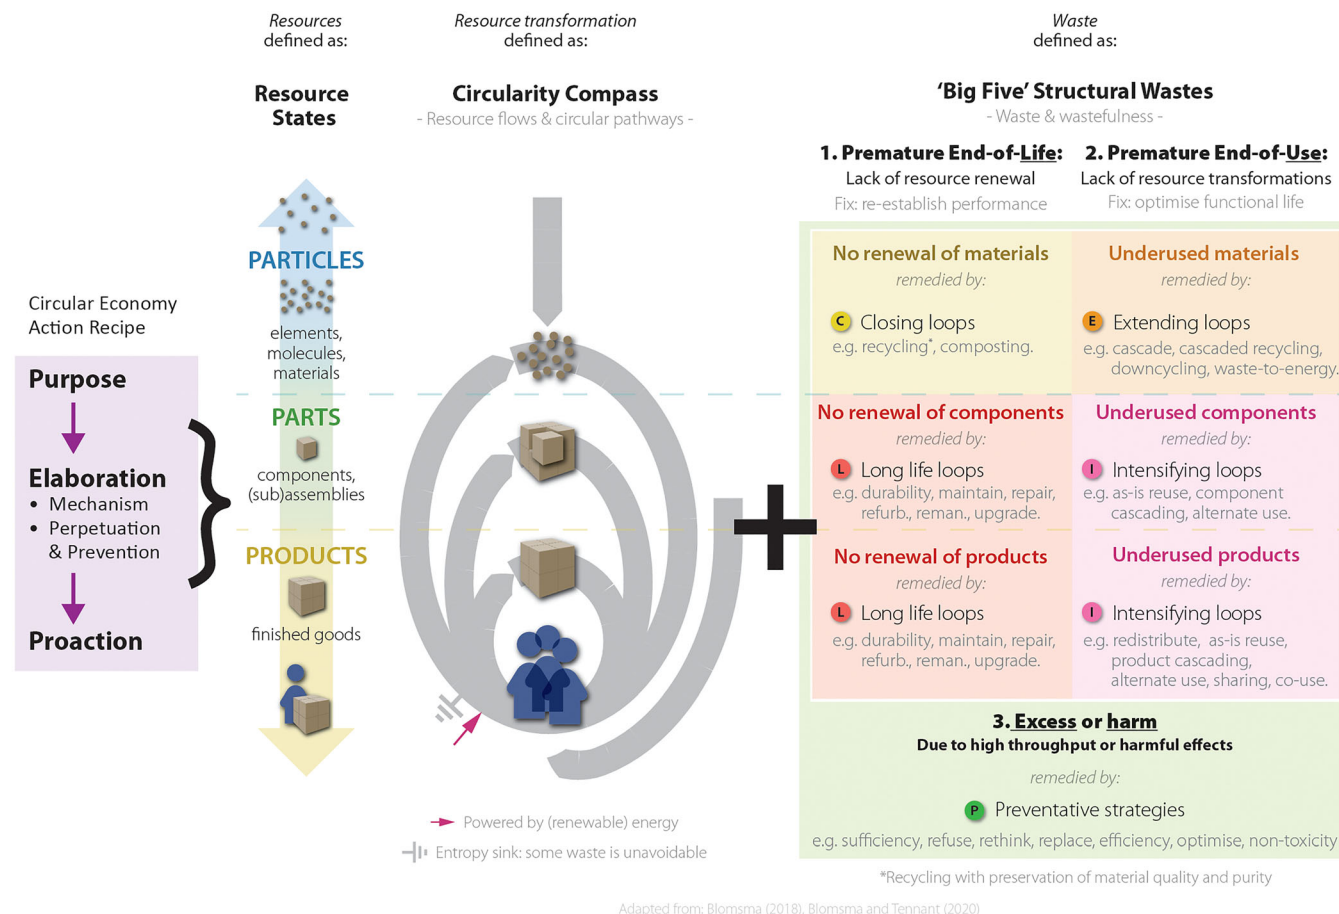 Resources
defined as:
Resource
States
Resource transformation
defined as:
Circularity Compass
- Resource flows & circular pathways -
Waste
defined as:
'Big Five' Structural Wastes
- Waste & wastefulness -
1. Premature End-of-Life:
Lack of resource renewal
Fix: re-establish performance
2. Premature End-of-Use:
Lack of resource transformations
Fix: optimise functional life
Circular Economy
Action Recipe
Purpose
Elaboration
• Mechanism
• Perpetuation
& Prevention
Proaction
PARTICLES
elements,
molecules,
materials
PARTS
components,
(sub)assemblies
PRODUCTS
finished goods
Powered by (renewable) energy
Entropy sink: some waste is unavoidable
No renewal of materials
remedied by:
C Closing loops
e.g. recycling*, composting.
Underused materials
remedied by:
E Extending loops
e.g. cascade, cascaded recycling,
downcycling, waste-to-energy.
No renewal of components
remedied by:
L Long life loops
e.g. durability, maintain, repair,
refurb., reman., upgrade.
Underused components
remedied by:
I Intensifying loops
e.g. as-is reuse, component
cascading, alternate use.
No renewal of products
remedied by:
L Long life loops
e.g. durability, maintain, repair,
refurb., reman., upgrade.
Underused products
remedied by:
I Intensifying loops
e.g. redistribute, as-is reuse,
product cascading,
alternate use, sharing, co-use.
3. Excess or harm
Due to high throughput or harmful effects
remedied by:
P Preventative strategies
e.g. sufficiency, refuse, rethink, replace, efficiency, optimise, non-toxicity
*Recycling with preservation of material quality and purity
Adapted from: Blomsma (2018), Blomsma and Tennant (2020)